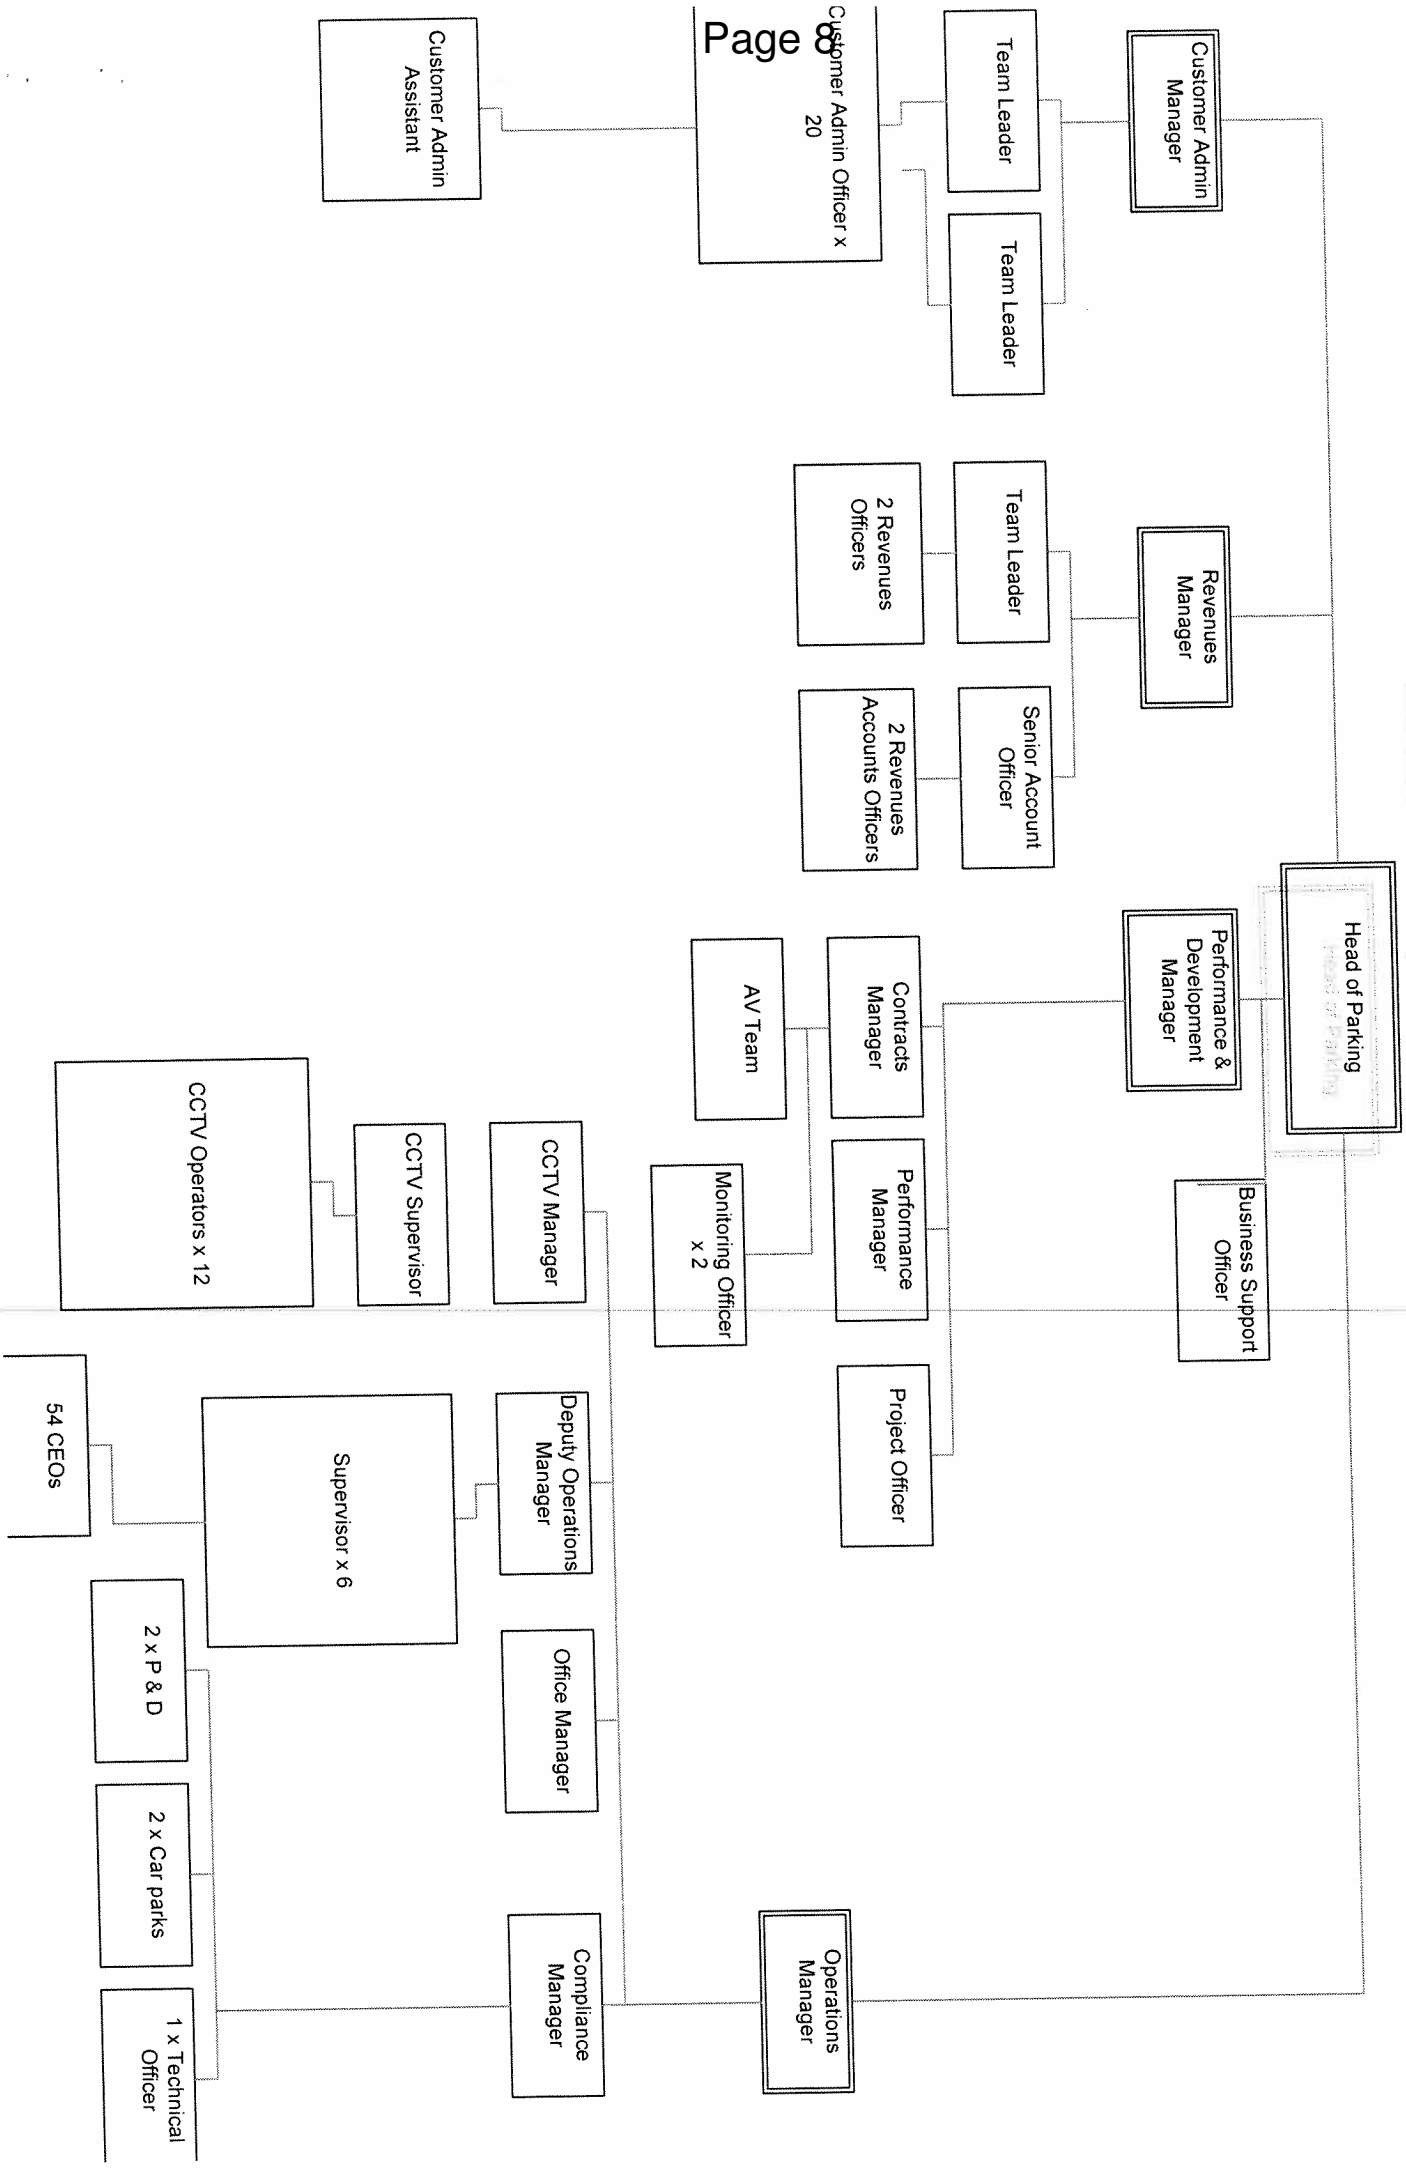 Page 8
Head of Parking
Head of Parking
Business Support
Officer
Customer Admin
Manager
Revenues
Manager
Performance &
Development
Manager
Operations
Manager
Team Leader
Team Leader
Customer Admin Officer x
20
Customer Admin
Assistant
Team Leader
Senior Account
Officer
2 Revenues
Officers
2 Revenues
Accounts Officers
Contracts
Manager
Performance
Manager
Project Officer
AV Team
Monitoring Officer
x 2
CCTV Manager
Deputy Operations
Manager
Office Manager
Compliance
Manager
CCTV Supervisor
CCTV Operators x 12
Supervisor x 6
54 CEOs
2 x P & D
2 x Car parks
1 x Technical
Officer